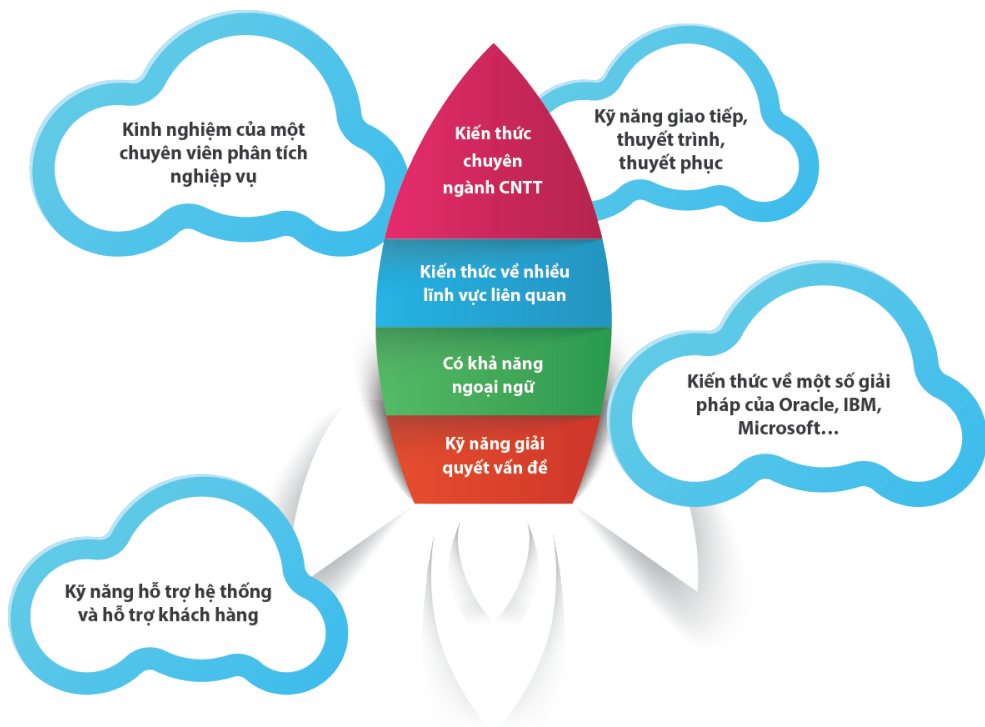 Kinh nghiệm của một
chuyên viên phân tích
nghiệp vụ
Kiến thức
chuyên
ngành CNTT
Kỹ năng giao tiếp,
thuyết trình,
thuyết phục
Kiến thức về nhiều
lĩnh vực liên quan
Có khả năng
ngoại ngữ
Kiến thức về một số giải
pháp của Oracle, IBM,
Microsoft...
Kỹ năng giải
quyết vấn đề
Kỹ năng hỗ trợ hệ thống
và hỗ trợ khách hàng